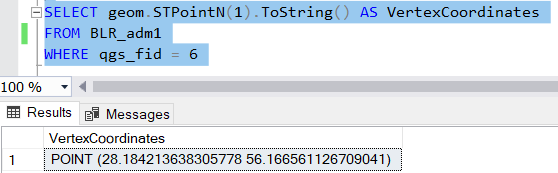 SELECT geom.STPointN(1).ToString() AS VertexCoordinates
FROM BLR_adm1
WHERE qgs_fid = 6
100 %
Results Messages
VertexCoordinates
1 POINT (28.184213638305778 56.166561126709041)